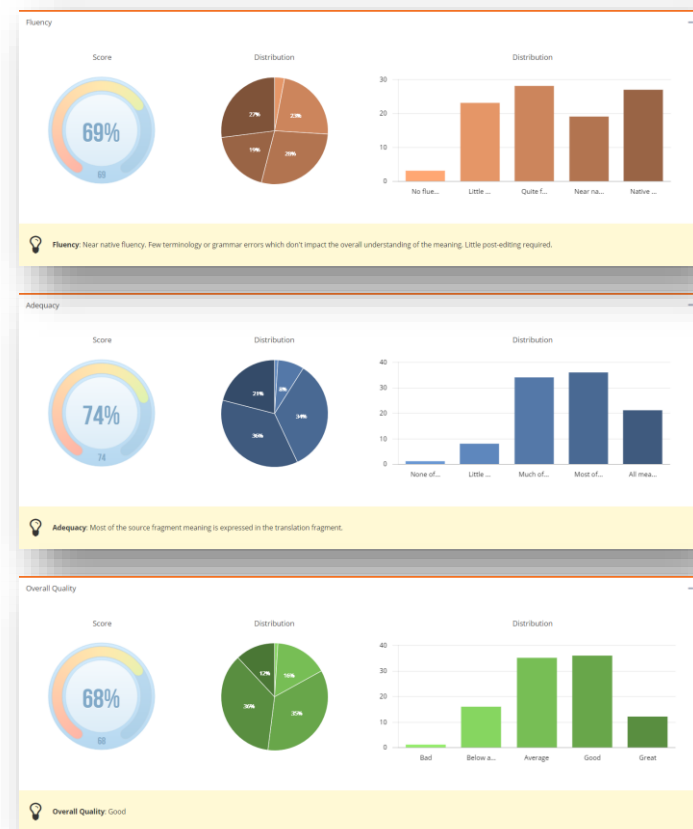 Fluency
Score
Distribution
Distribution
69%
27%
23%
19%
28%
30
20
10
0
No flue...
Little ...
Quite f...
Near na...
Native ...
Fluency: Near native fluency. Few terminology or grammar errors which don't impact the overall understanding of the meaning. Little post-editing required.
Adequacy
Score
Distribution
Distribution
74%
74
21%
8%
34%
36%
40
30
20
10
0
None of...
Little ...
Much of...
Most of...
All mea...
Adequacy: Most of the source fragment meaning is expressed in the translation fragment.
Overall Quality
Score
Distribution
Distribution
68%
12%
16%
36%
35%
40
30
20
10
0
Bad
Below a...
Average
Good
Great
Overall Quality: Good